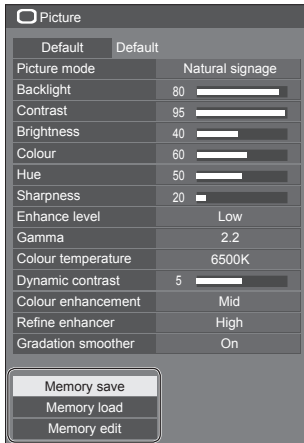 Picture
Default Default
Picture mode Natural signage
Backlight 80
Contrast 95
Brightness 40
Colour 60
Hue 50
Sharpness 20
Enhance level Low
Gamma 2.2
Colour temperature 6500K
Dynamic contrast 5
Colour enhancement Mid
Refine enhancer High
Gradation smoother On
Memory save
Memory load
Memory edit